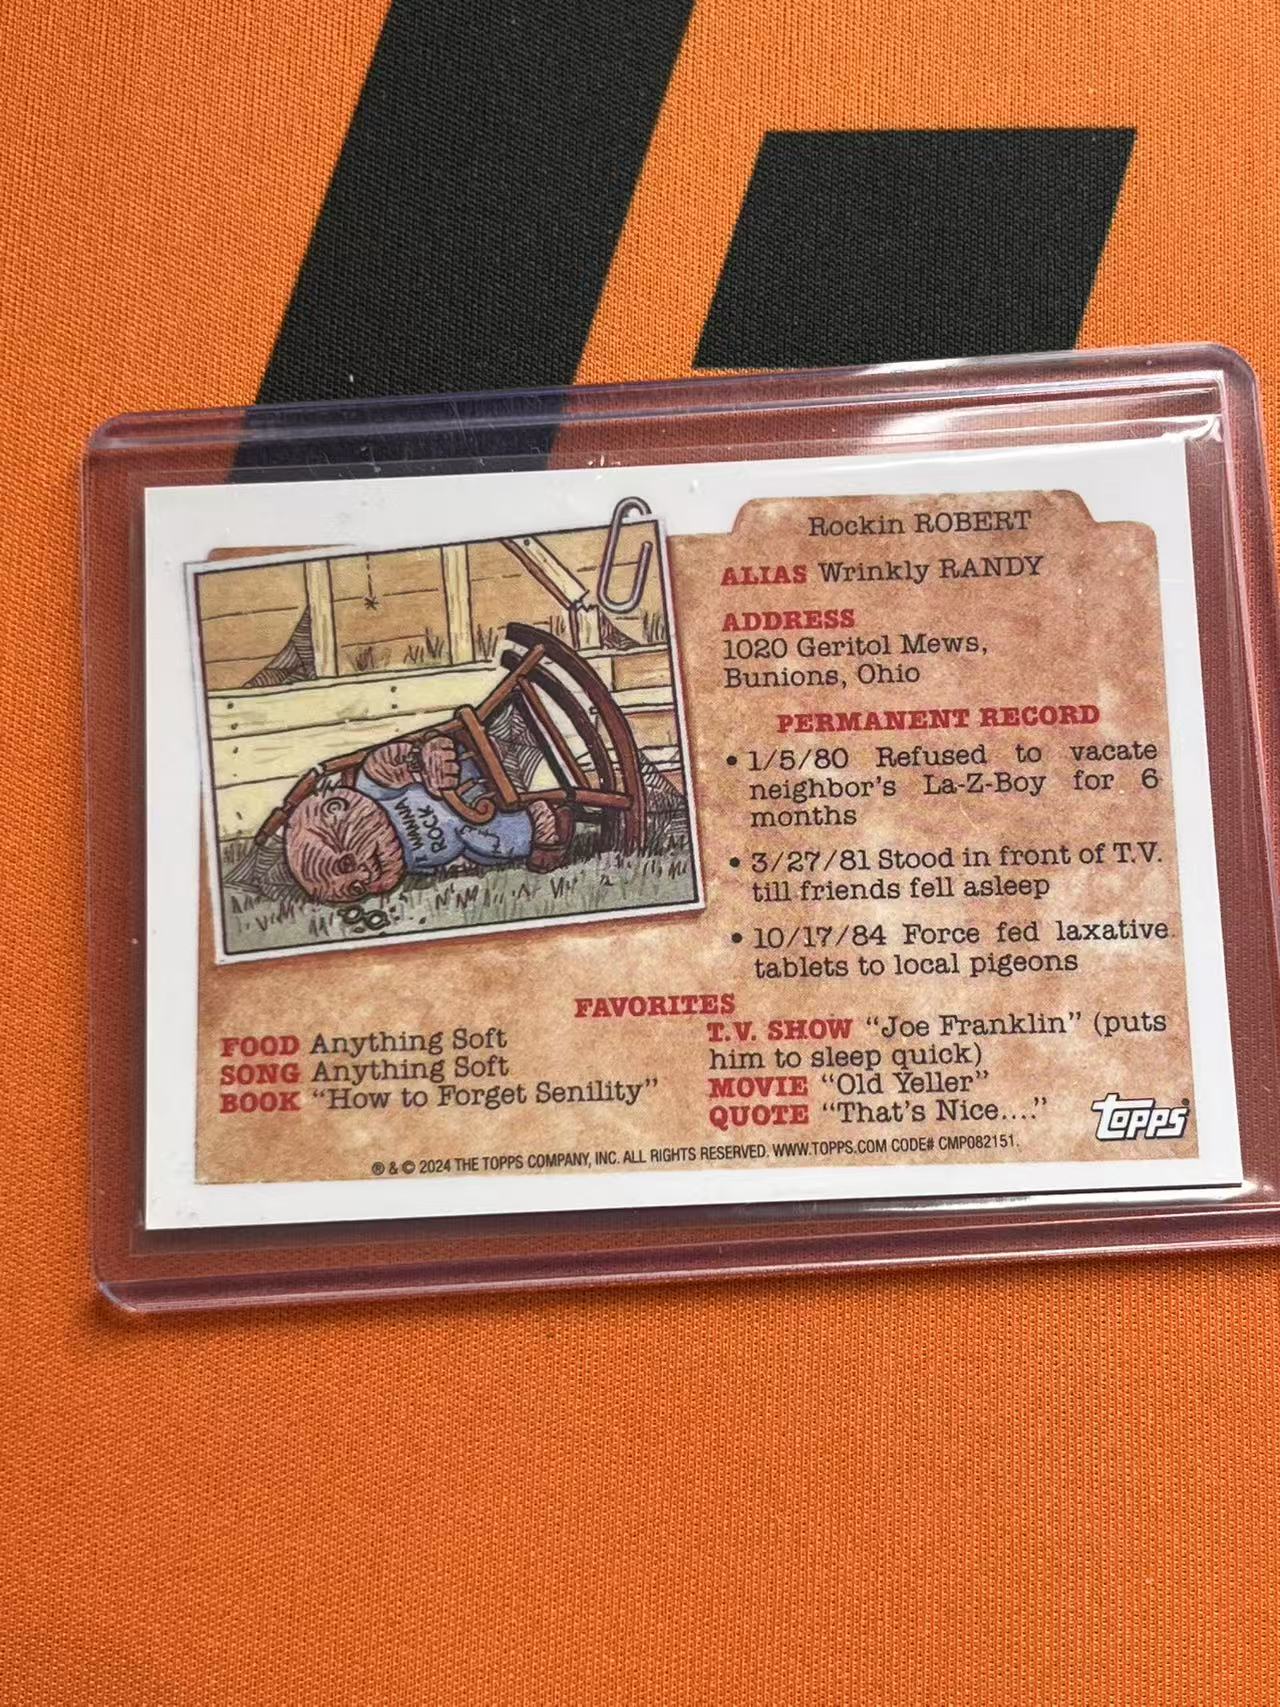 Rockin ROBERT
ALIAS Wrinkly RANDY
ADDRESS
1020 Geritol Mews,
Bunions, Ohio
PERMANENT RECORD
• 1/5/80 Refused to vacate
neighbor's La-Z-Boy for 6
months
• 3/27/81 Stood in front of T.V.
till friends fell asleep
• 10/17/84 Force fed laxative
tablets to local pigeons
I WANNA
ROCK
FAVORITES
FOOD Anything Soft
SONG Anything Soft
BOOK "How to Forget Senility"
T.V. SHOW "Joe Franklin" (puts
him to sleep quick)
MOVIE "Old Yeller"
QUOTE "That's Nice...."
topps
® & © 2024 THE TOPPS COMPANY, INC. ALL RIGHTS RESERVED. WWW.TOPPS.COM CODE# CMP082151.